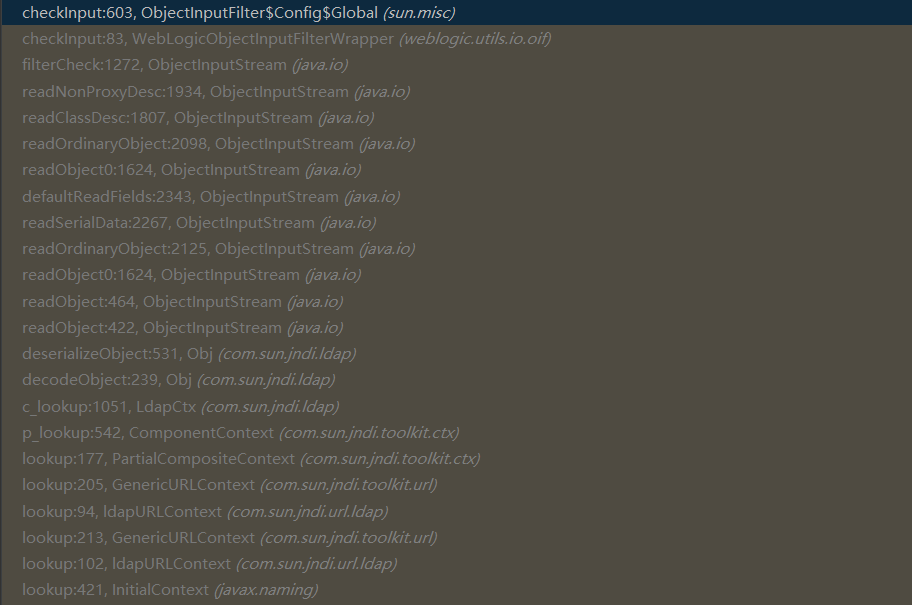 checkInput:603, ObjectInputFilter$Config$Global (sun.misc)
checkInput:83, WebLogicObjectInputFilterWrapper (weblogic.utils.io.oif)
filterCheck:1272, ObjectInputStream (java.io)
readNonProxyDesc:1934, ObjectInputStream (java.io)
readClassDesc:1807, ObjectInputStream (java.io)
readOrdinaryObject:2098, ObjectInputStream (java.io)
readObject0:1624, ObjectInputStream (java.io)
defaultReadFields:2343, ObjectInputStream (java.io)
readSerialData:2267, ObjectInputStream (java.io)
readOrdinaryObject:2125, ObjectInputStream (java.io)
readObject0:1624, ObjectInputStream (java.io)
readObject:464, ObjectInputStream (java.io)
readObject:422, ObjectInputStream (java.io)
deserializeObject:531, Obj (com.sun.jndi.ldap)
decodeObject:239, Obj (com.sun.jndi.ldap)
c_lookup:1051, LdapCtx (com.sun.jndi.ldap)
p_lookup:542, ComponentContext (com.sun.jndi.toolkit.ctx)
lookup:177, PartialCompositeContext (com.sun.jndi.toolkit.ctx)
lookup:205, GenericURLContext (com.sun.jndi.toolkit.url)
lookup:94, ldapURLContext (com.sun.jndi.url.ldap)
lookup:213, GenericURLContext (com.sun.jndi.toolkit.url)
lookup:102, ldapURLContext (com.sun.jndi.url.ldap)
lookup:421, InitialContext (javax.naming)